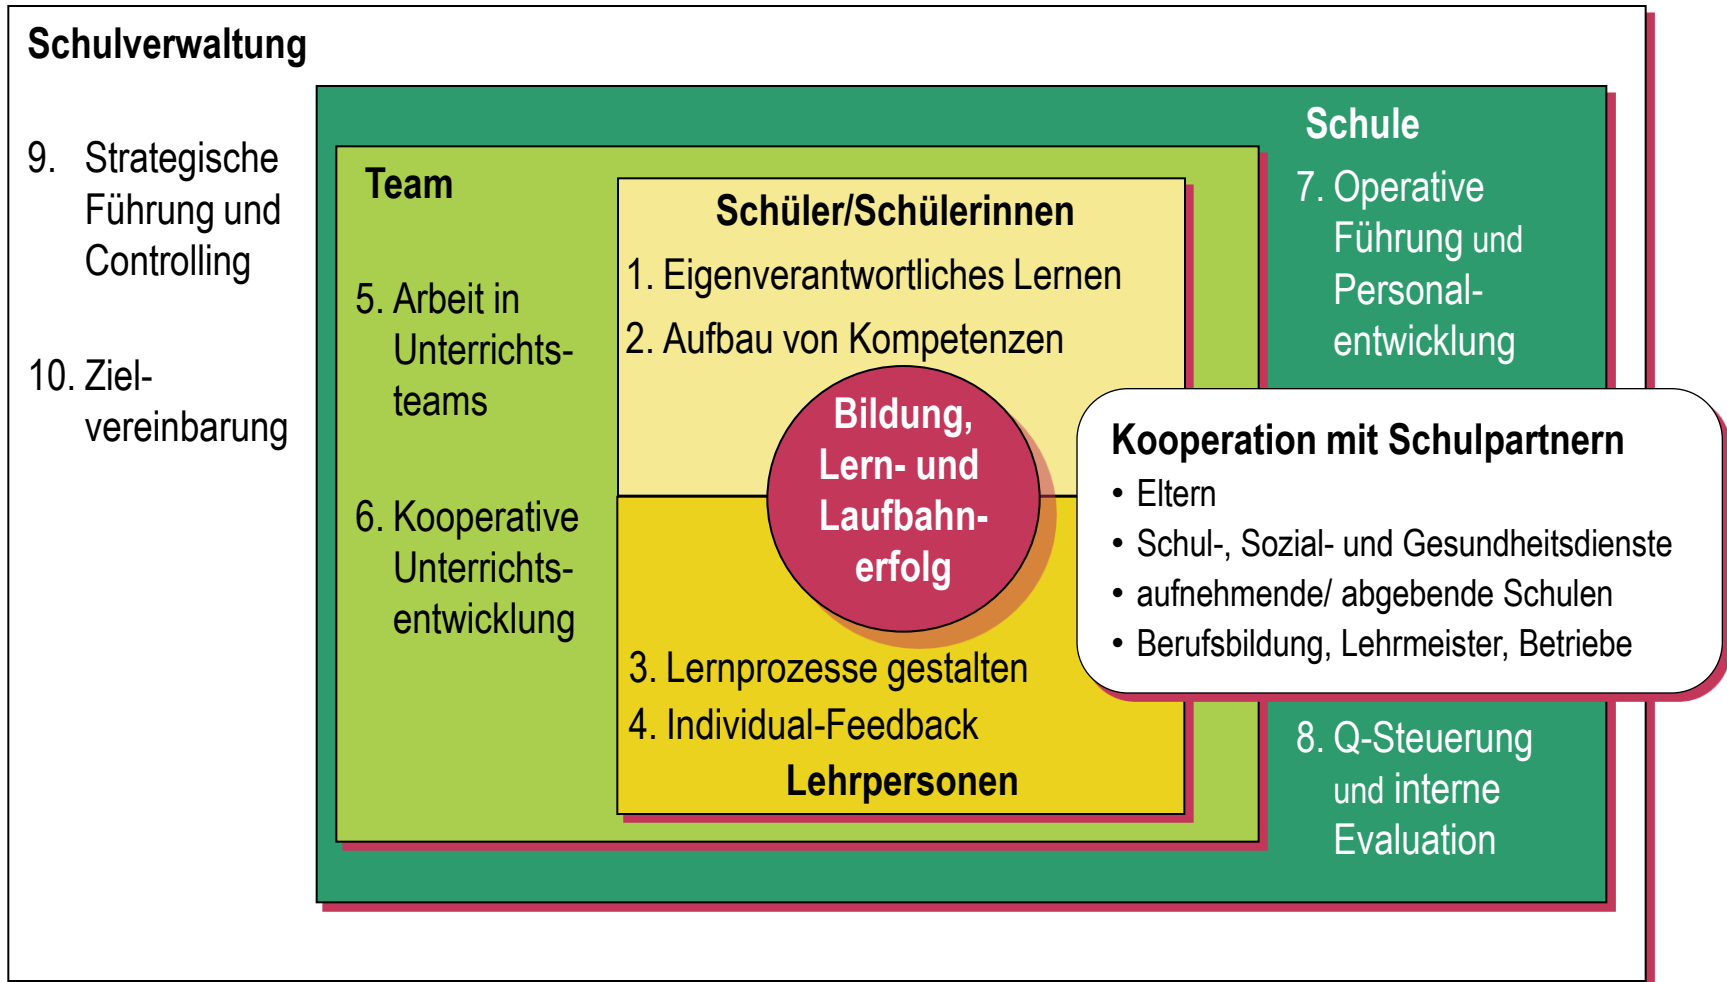 Schulverwaltung
9. Strategische
Führung und
Controlling
10. Ziel-
vereinbarung
Team
5. Arbeit in
Unterrichts-
teams
6. Kooperative
Unterrichts-
entwicklung
Schüler/Schülerinnen
1. Eigenverantwortliches Lernen
2. Aufbau von Kompetenzen
Bildung,
Lern- und
Laufbahn-
erfolg
3. Lernprozesse gestalten
4. Individual-Feedback
Lehrpersonen
Schule
7. Operative
Führung und
Personal-
entwicklung
Kooperation mit Schulpartnern
• Eltern
• Schul-, Sozial- und Gesundheitsdienste
• aufnehmende/ abgebende Schulen
• Berufsbildung, Lehrmeister, Betriebe
8. Q-Steuerung
und interne
Evaluation